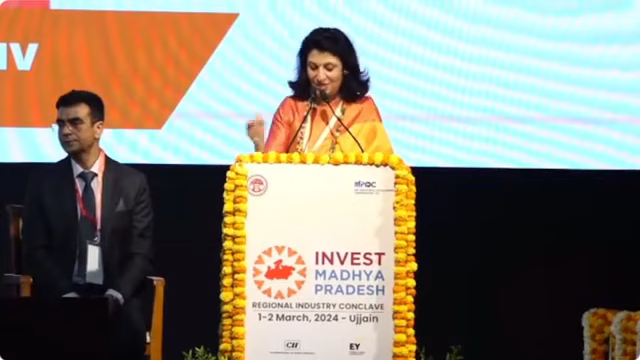 IV
INVEST
MADHYA
PRADESH
REGIONAL INDUSTRY CONCLAVE
1-2 March, 2024 - Ujjain
CII
EY